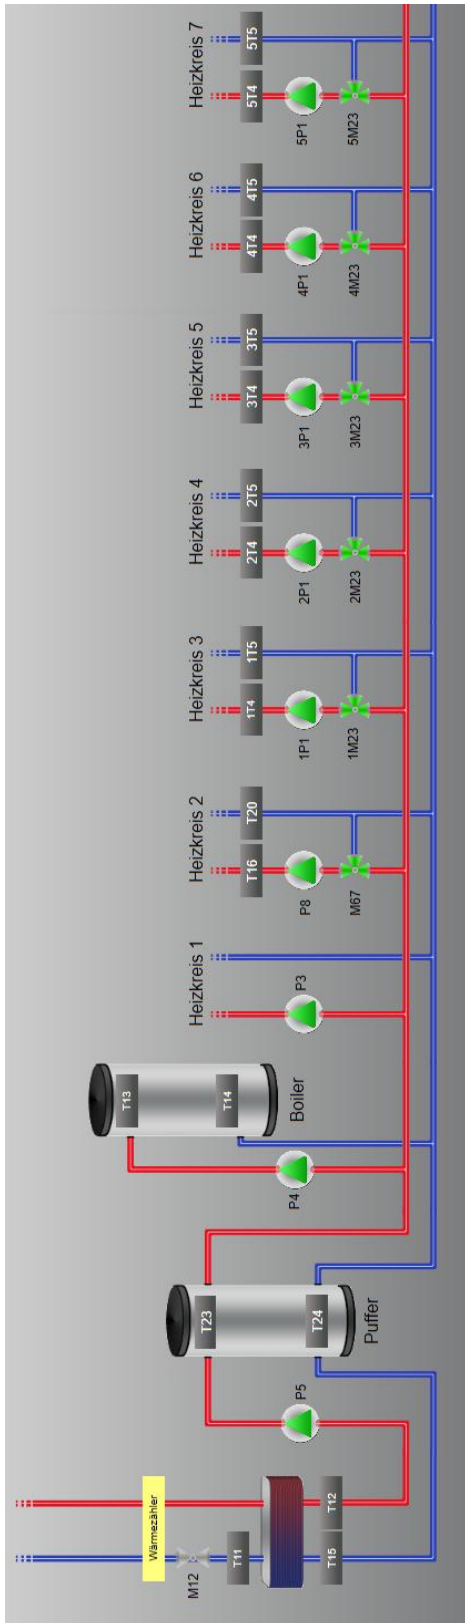 Wärmezähler
M12
T11
T15
T12
P5
T23
T24
Puffer
P4
T13
T14
Boiler
Heizkreis 1
P3
Heizkreis 2
T16
T20
P8
M67
Heizkreis 3
1T4
1T5
1P1
1M23
Heizkreis 4
2T4
2T5
2P1
2M23
Heizkreis 5
3T4
3T5
3P1
3M23
Heizkreis 6
4T4
4T5
4P1
4M23
Heizkreis 7
5T4
5T5
5P1
5M23